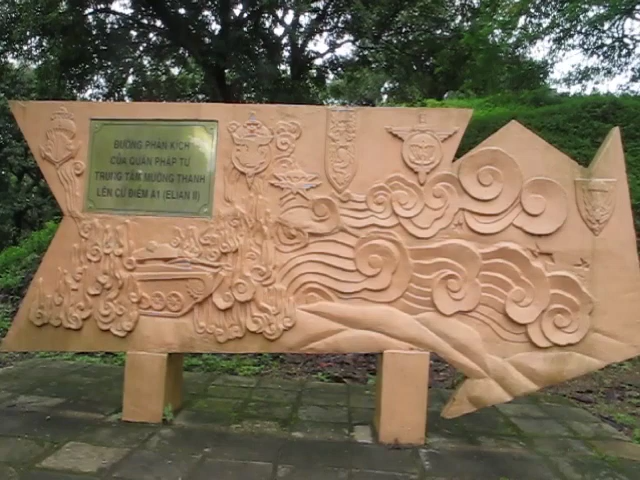 ĐƯỜNG PHẢN KÍCH
CỦA QUÂN PHÁP TỪ
TRUNG TÂM MƯỜNG THANH
LÊN CỨ ĐIỂM A1 (ELIAN II)